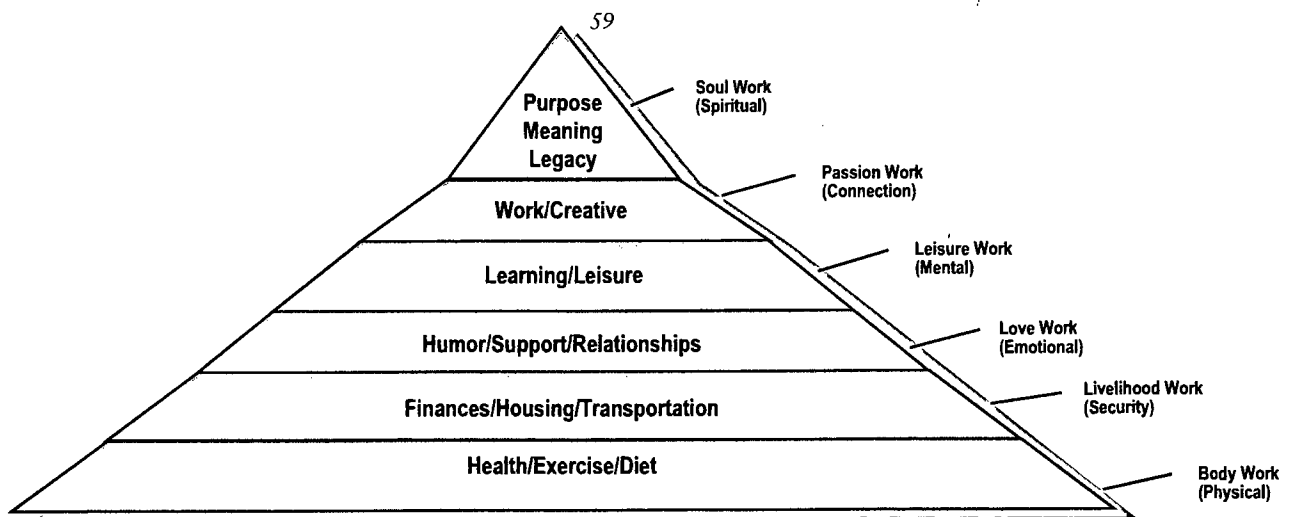 59
Purpose
Meaning
Legacy
Soul Work
(Spiritual)
Work/Creative
Passion Work
(Connection)
Learning/Leisure
Leisure Work
(Mental)
Humor/Support/Relationships
Love Work
(Emotional)
Finances/Housing/Transportation
Livelihood Work
(Security)
Health/Exercise/Diet
Body Work
(Physical)